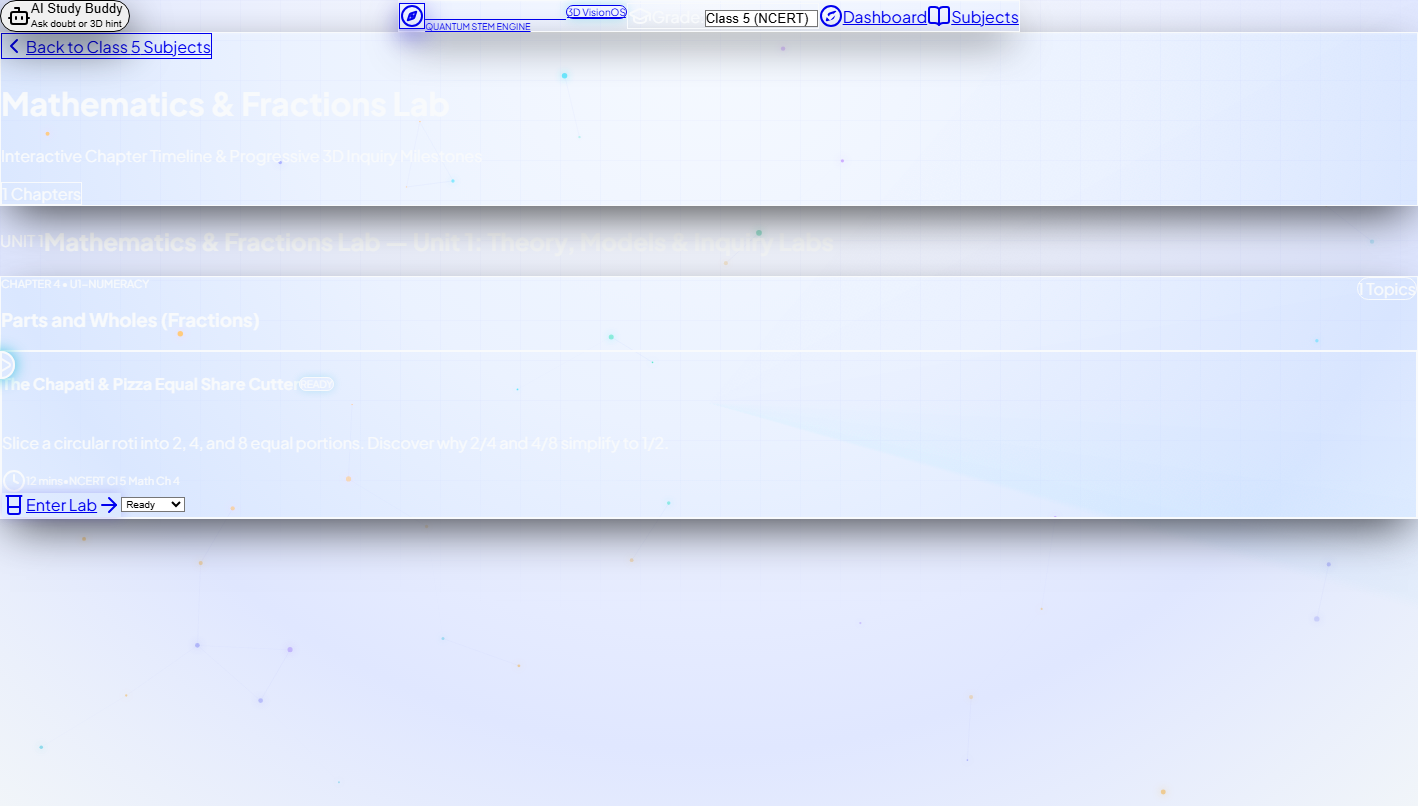 AI Study Buddy
Ask doubt or 3D hint
3D VisionOS
QUANTUM STEM ENGINE
Grade
Class 5 (NCERT)
Dashboard
Subjects
Back to Class 5 Subjects
Mathematics & Fractions Lab
Interactive Chapter Timeline & Progressive 3D Inquiry Milestones
1 Chapters
UNIT 1
Mathematics & Fractions Lab — Unit 1: Theory, Models & Inquiry Labs
CHAPTER 4 • U1-NUMERACY
1 Topics
Parts and Wholes (Fractions)
The Chapati & Pizza Equal Share Cutter
READY
Slice a circular roti into 2, 4, and 8 equal portions. Discover why 2/4 and 4/8 simplify to 1/2.
12 mins•NCERT Cl 5 Math Ch 4
Enter Lab
Ready